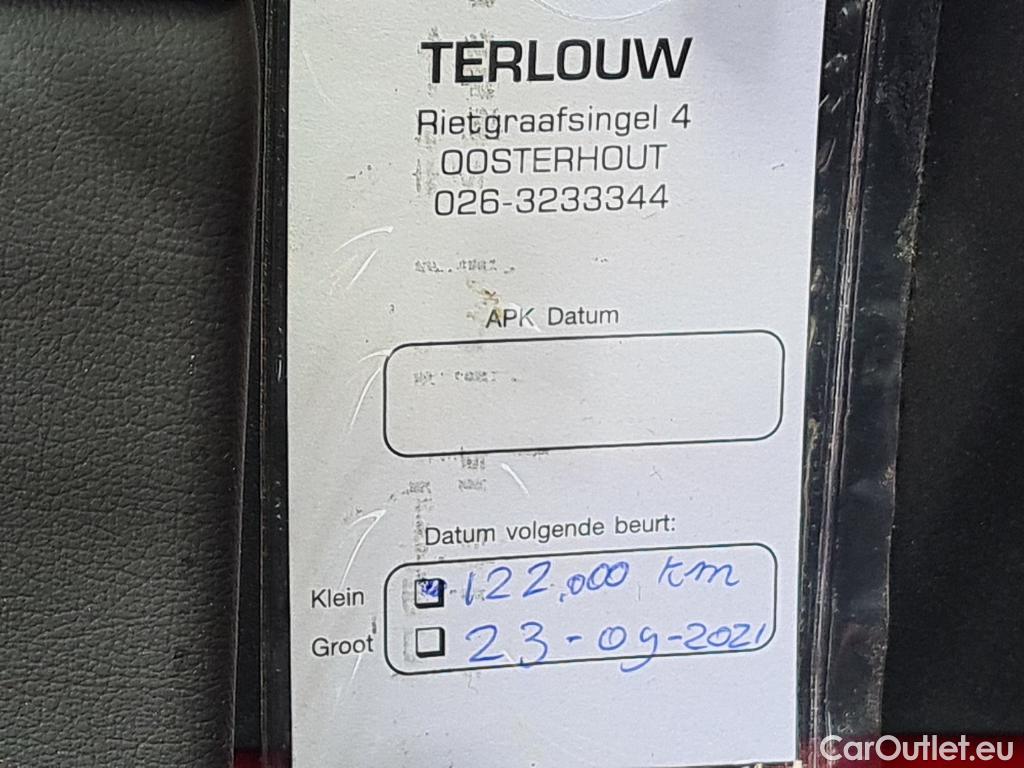 TERLOUW
Rietgraafsingel 4
OOSTERHOUT
026-3233344
APK Datum
Datum volgende beurt:
Klein 122.000 km
Groot 23-09-2021
CarOutlet.eu